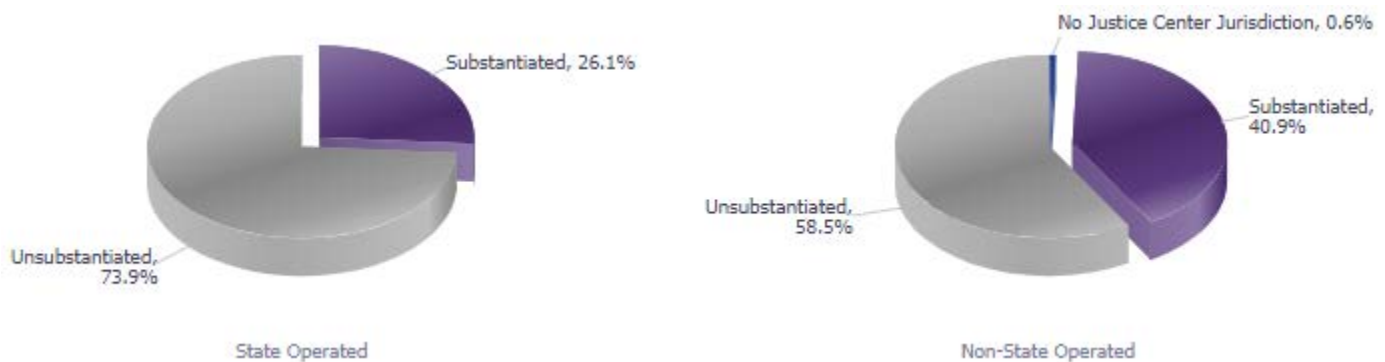 Substantiated, 26.1%
Unsubstantiated,
73.9%
State Operated
No Justice Center Jurisdiction, 0.6%
Substantiated,
40.9%
Unsubstantiated,
58.5%
Non-State Operated